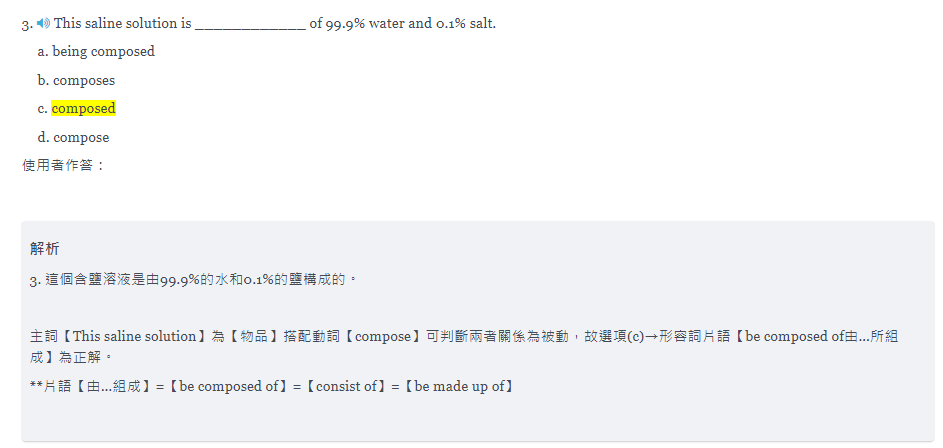 3. This saline solution is _____________ of 99.9% water and 0.1% salt.
a. being composed
b. composes
c. composed
d. compose
使用者作答：
解析
3. 這個含鹽溶液是由99.9%的水和0.1%的鹽構成的。
主詞【This saline solution】為【物品】搭配動詞【compose】可判斷兩者關係為被動，故選項(c)→形容詞片語【be composed of由...所組
成】為正解。
**片語【由...組成】=【be composed of】=【consist of】=【be made up of】